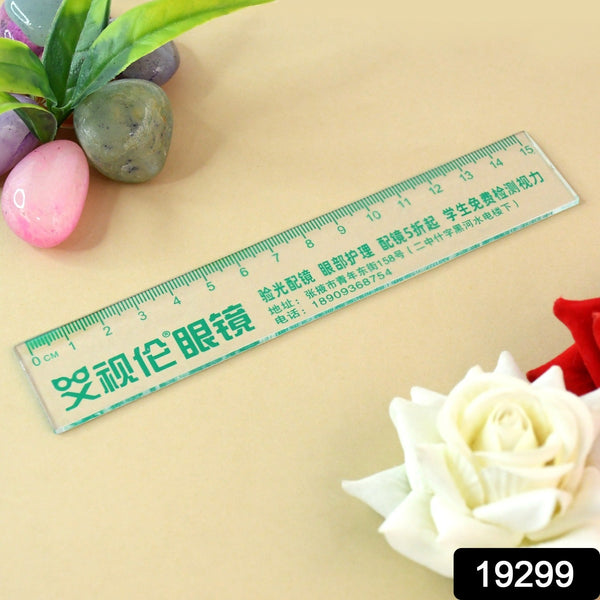 0 CM 1 2 3 4 5 6 7 8 9 10 11 12 13 14 15
艾视伦®眼镜
验光配镜 眼部护理 配镜5折起 学生免费检测视力
地址：张掖市青年东街158号（二中什字黑河水电楼下）
电话：18909368754
19299